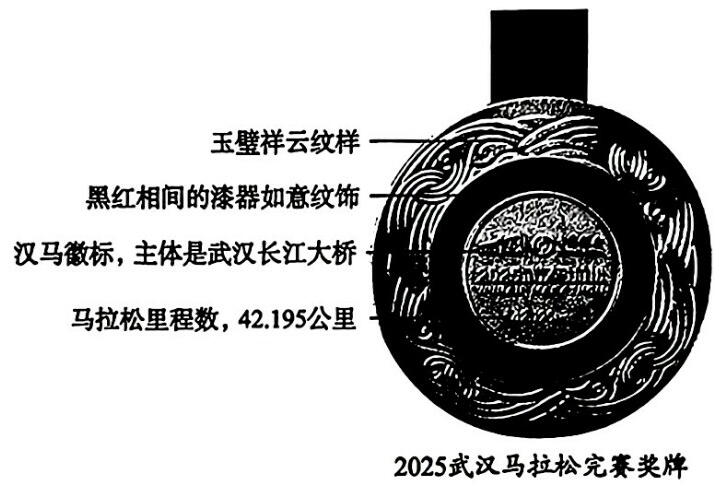 玉璧祥云纹样
黑红相间的漆器如意纹饰
汉马徽标，主体是武汉长江大桥
马拉松里程数，42.195公里
2025武汉马拉松完赛奖牌